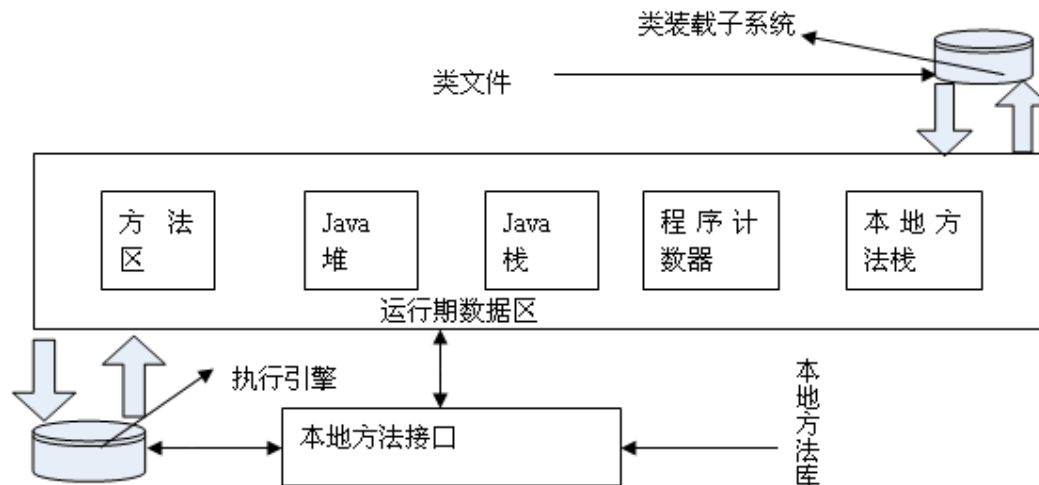 类装载子系统
类文件
方法
区
Java
堆
Java
栈
程序计
数器
本地方
法栈
运行期数据区
执行引擎
本地方法接口
本地方法库